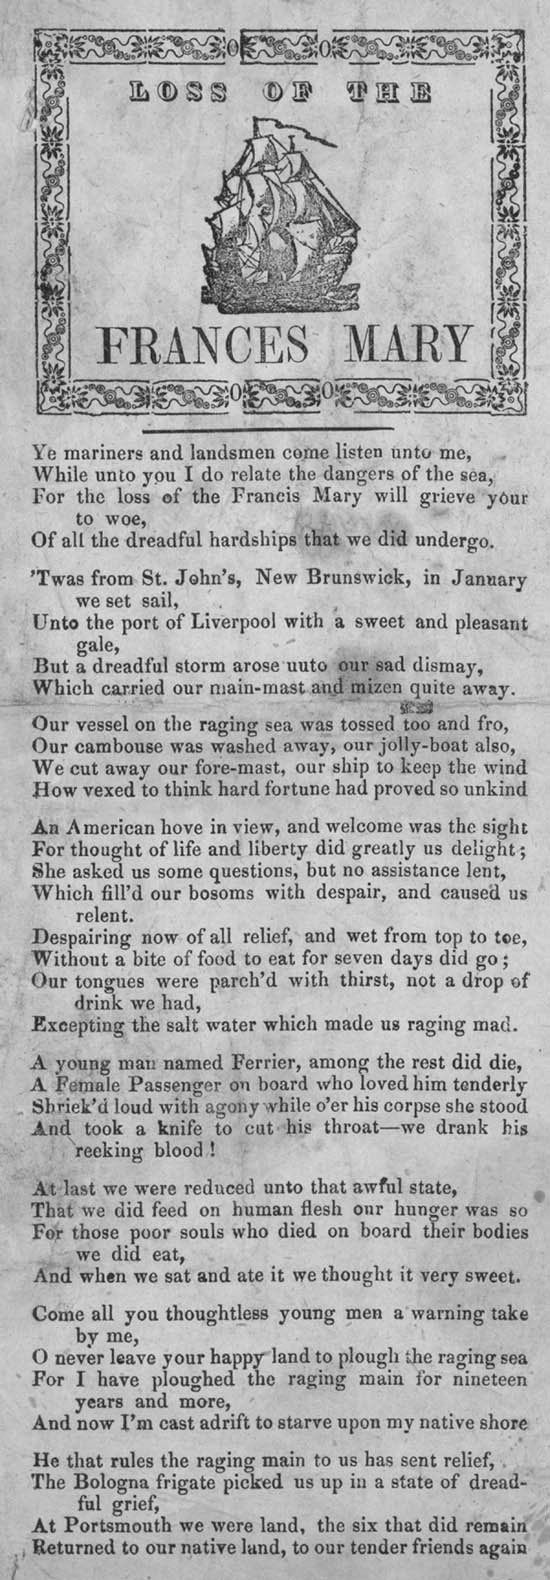 LOSS OF THE
FRANCES MARY
Ye mariners and landsmen come listen unto me,
While unto you I do relate the dangers of the sea,
For the loss of the Francis Mary will grieve your
to woe,
Of all the dreadful hardships that we did undergo.
'Twas from St. John's, New Brunswick, in January
we set sail,
Unto the port of Liverpool with a sweet and pleasant
gale,
But a dreadful storm arose uuto our sad dismay,
Which carried our main-mast and mizen quite away.
Our vessel on the raging sea was tossed too and fro,
Our cambouse was washed away, our jolly-boat also,
We cut away our fore-mast, our ship to keep the wind
How vexed to think hard fortune had proved so unkind
An American hove in view, and welcome was the sight
For thought of life and liberty did greatly us delight;
She asked us some questions, but no assistance lent,
Which fill'd our bosoms with despair, and caused us
relent.
Despairing now of all relief, and wet from top to toe,
Without a bite of food to eat for seven days did go;
Our tongues were parch'd with thirst, not a drop of
drink we had,
Excepting the salt water which made us raging mad.
A young man named Ferrier, among the rest did die,
A Female Passenger on board who loved him tenderly
Shriek'd loud with agony while o'er his corpse she stood
And took a knife to cut his throat—we drank his
reeking blood!
At last we were reduced unto that awful state,
That we did feed on human flesh our hunger was so
For those poor souls who died on board their bodies
we did eat,
And when we sat and ate it we thought it very sweet.
Come all you thoughtless young men a warning take
by me,
O never leave your happy land to plough the raging sea
For I have ploughed the raging main for nineteen
years and more,
And now I'm cast adrift to starve upon my native shore
He that rules the raging main to us has sent relief,
The Bologna frigate picked us up in a state of dread-
ful grief,
At Portsmouth we were land, the six that did remain
Returned to our native land, to our tender friends again